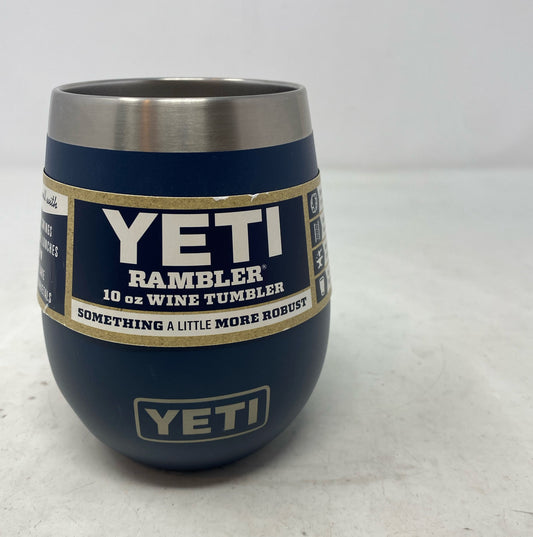 YETI
RAMBLER®
10 oz WINE TUMBLER
SOMETHING A LITTLE MORE ROBUST
YETI